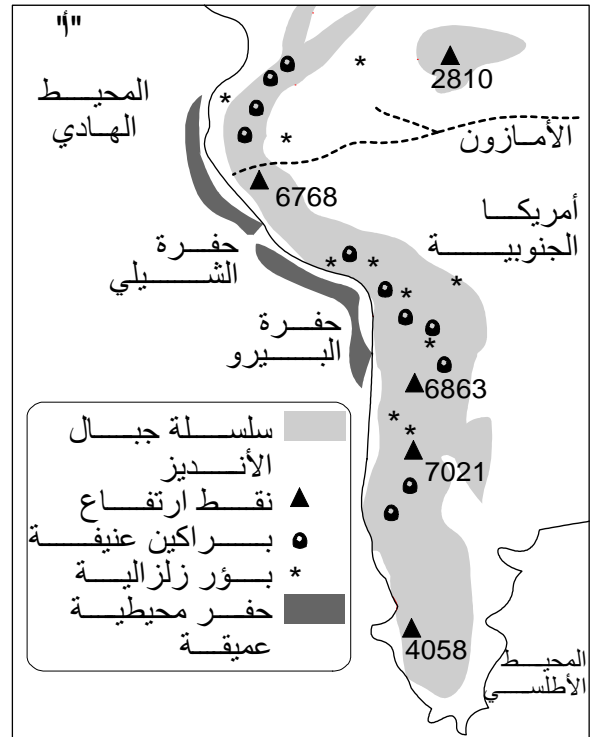 "أ"
المحيط
الهادي
2810
الأمازون
6768
أمريكا
الجنوبية
حفرة
الشيلي
حفرة
البيرو
6863
7021
سلسلة جبال
الأنديز
نقط ارتفاع
براكين عنيفة
بؤر زلزالية
حفر محيطية
عميقة
4058
المحيط
الأطلسي